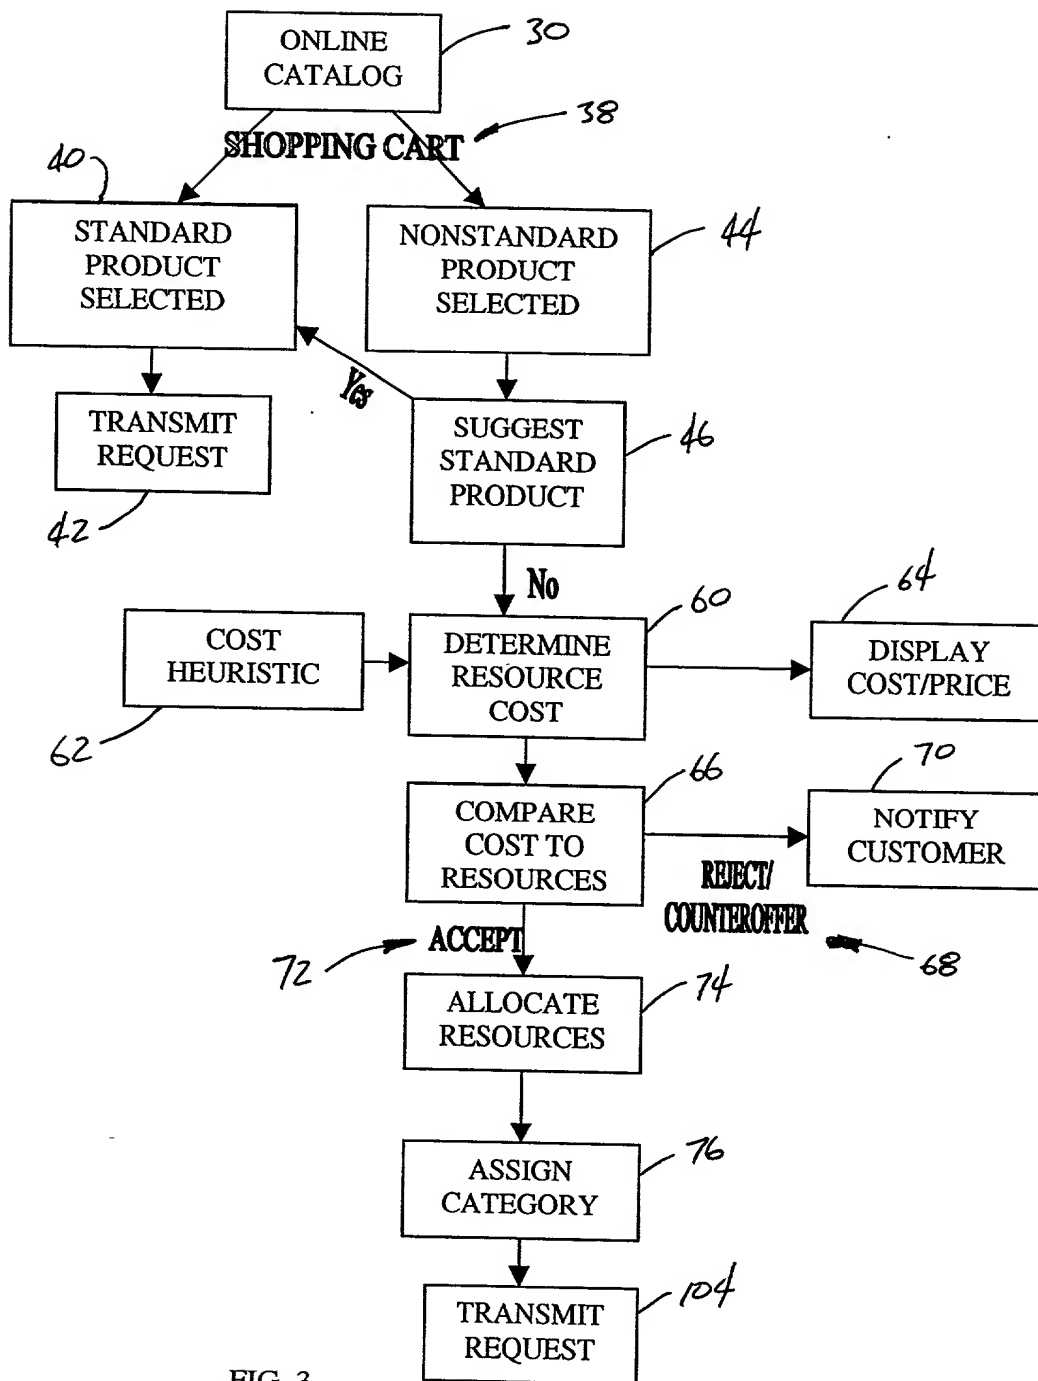 ONLINE
CATALOG
30
SHOPPING CART
38
40
STANDARD
PRODUCT
SELECTED
NONSTANDARD
PRODUCT
SELECTED
44
Yes
TRANSMIT
REQUEST
42
SUGGEST
STANDARD
PRODUCT
46
No
COST
HEURISTIC
62
DETERMINE
RESOURCE
COST
60
64
DISPLAY
COST/PRICE
COMPARE
COST TO
RESOURCES
66
70
NOTIFY
CUSTOMER
REJECT/
COUNTEROFFER
68
72
ACCEPT
ALLOCATE
RESOURCES
74
ASSIGN
CATEGORY
76
TRANSMIT
REQUEST
104